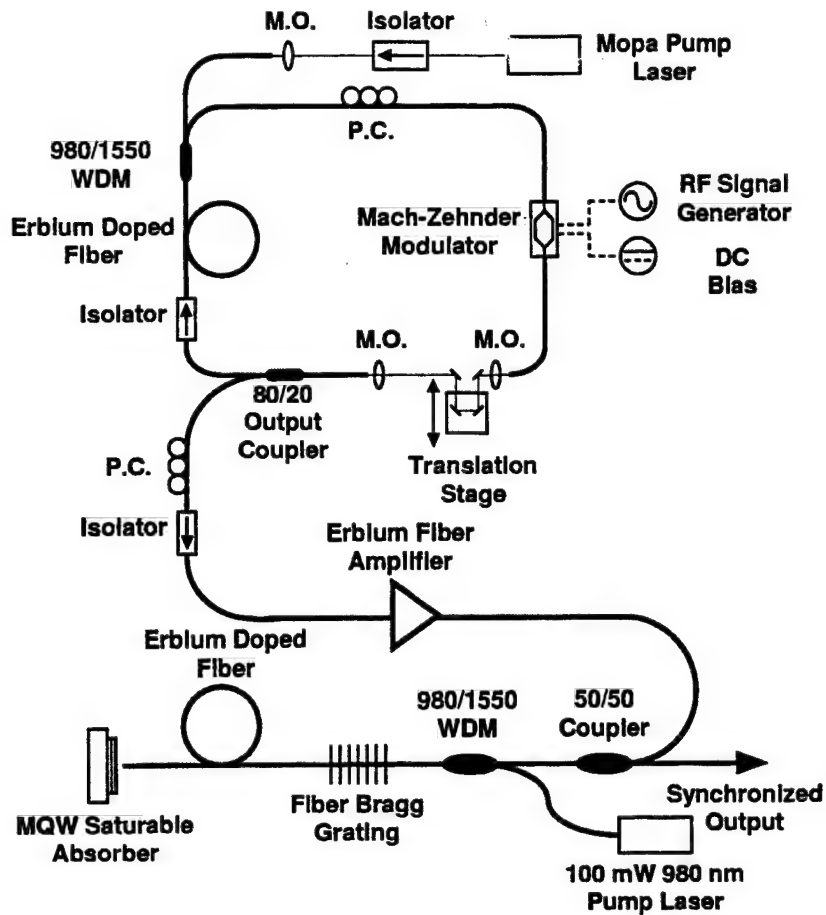 M.O.
Isolator
Mopa Pump
Laser
P.C.
980/1550
WDM
Erbium Doped
Fiber
Mach-Zehnder
Modulator
RF Signal
Generator
DC
Bias
Isolator
M.O.
M.O.
80/20
Output
Coupler
Translation
Stage
P.C.
Isolator
Erbium Fiber
Amplifier
Erbium Doped
Fiber
980/1550
WDM
50/50
Coupler
Fiber Bragg
Grating
MQW Saturable
Absorber
Synchronized
Output
100 mW 980 nm
Pump Laser